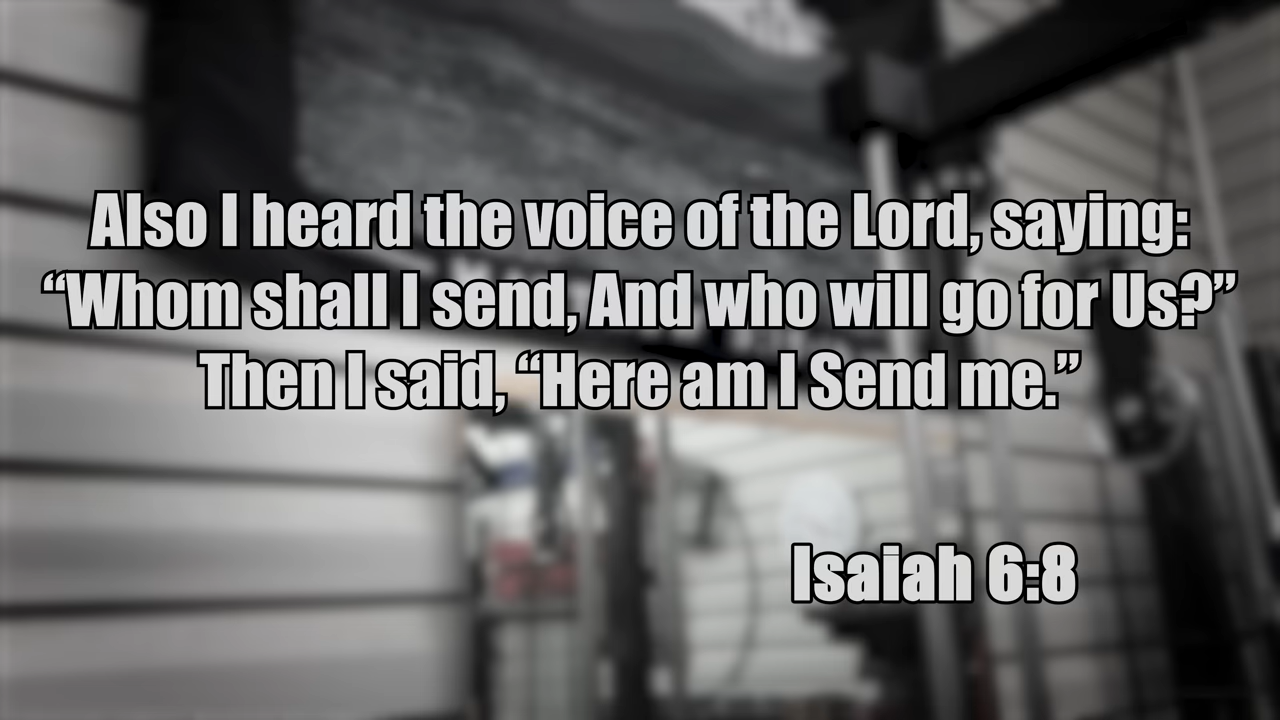 Also I heard the voice of the Lord, saying:
“Whom shall I send, And who will go for Us?”
Then I said, “Here am I Send me.”
Isaiah 6:8